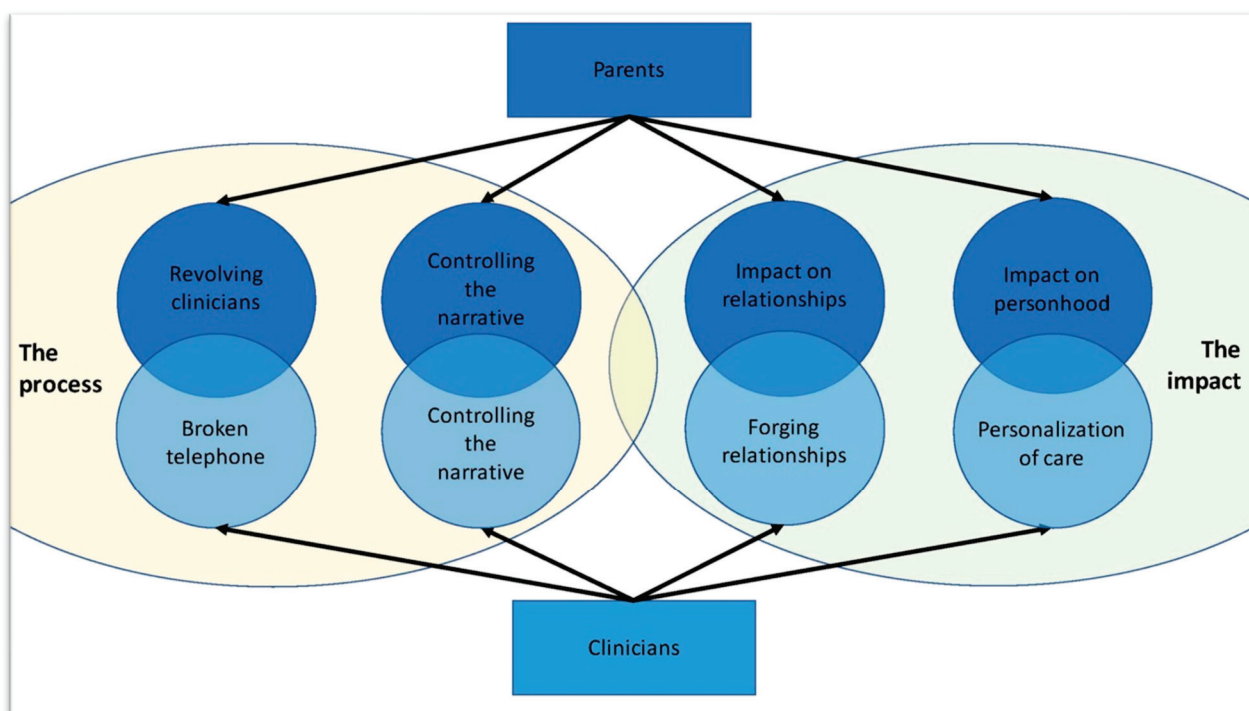 Parents
Revolving
clinicians
Controlling
the
narrative
Impact on
relationships
Impact on
personhood
The
process
The
impact
Broken
telephone
Controlling
the
narrative
Forging
relationships
Personalization
of care
Clinicians